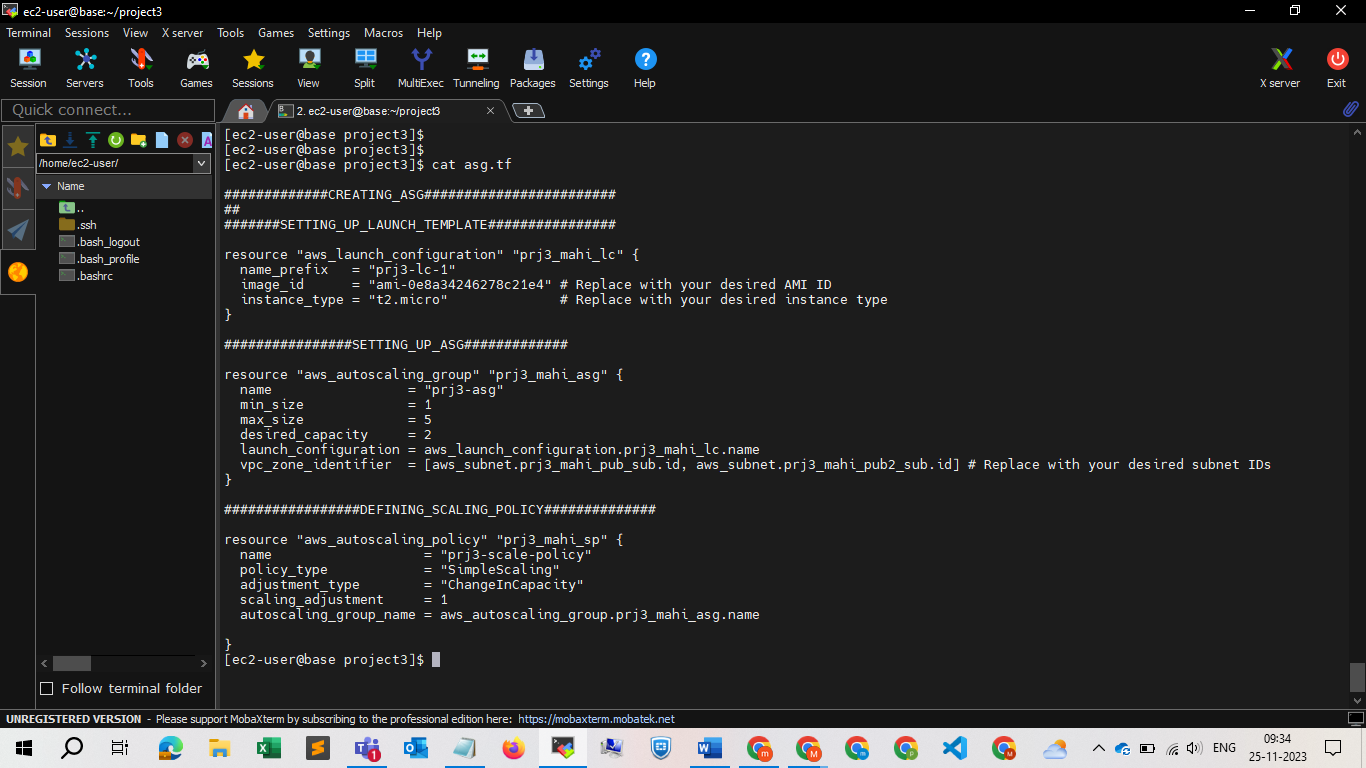 ec2-user@base:~/project3
Terminal Sessions View X server Tools Games Settings Macros Help
Session Servers Tools Games Sessions View Split MultiExec Tunneling Packages Settings Help X server Exit
Quick connect...
2. ec2-user@base:~/project3
/home/ec2-user/
Name
..
.ssh
.bash_logout
.bash_profile
.bashrc
Follow terminal folder
[ec2-user@base project3]$
[ec2-user@base project3]$
[ec2-user@base project3]$ cat asg.tf
#############CREATING_ASG########################
##
#######SETTING_UP_LAUNCH_TEMPLATE################
resource "aws_launch_configuration" "prj3_mahi_lc" {
  name_prefix   = "prj3-lc-1"
  image_id      = "ami-0e8a34246278c21e4" # Replace with your desired AMI ID
  instance_type = "t2.micro"              # Replace with your desired instance type
}
################SETTING_UP_ASG#############
resource "aws_autoscaling_group" "prj3_mahi_asg" {
  name                 = "prj3-asg"
  min_size             = 1
  max_size             = 5
  desired_capacity     = 2
  launch_configuration = aws_launch_configuration.prj3_mahi_lc.name
  vpc_zone_identifier  = [aws_subnet.prj3_mahi_pub_sub.id, aws_subnet.prj3_mahi_pub2_sub.id] # Replace with your desired subnet IDs
}
#################DEFINING_SCALING_POLICY##############
resource "aws_autoscaling_policy" "prj3_mahi_sp" {
  name                   = "prj3-scale-policy"
  policy_type            = "SimpleScaling"
  adjustment_type        = "ChangeInCapacity"
  scaling_adjustment     = 1
  autoscaling_group_name = aws_autoscaling_group.prj3_mahi_asg.name
}
[ec2-user@base project3]$
UNREGISTERED VERSION - Please support MobaXterm by subscribing to the professional edition here: https://mobaxterm.mobatek.net
ENG
09:34
25-11-2023